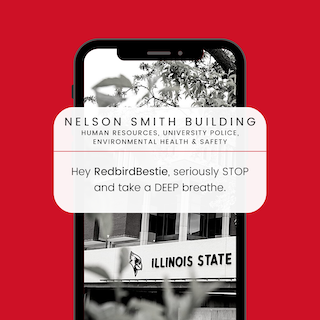 NELSON SMITH BUILDING
HUMAN RESOURCES, UNIVERSITY POLICE,
ENVIRONMENTAL HEALTH & SAFETY
Hey RedbirdBestie, seriously STOP
and take a DEEP breathe.
ILLINOIS STATE